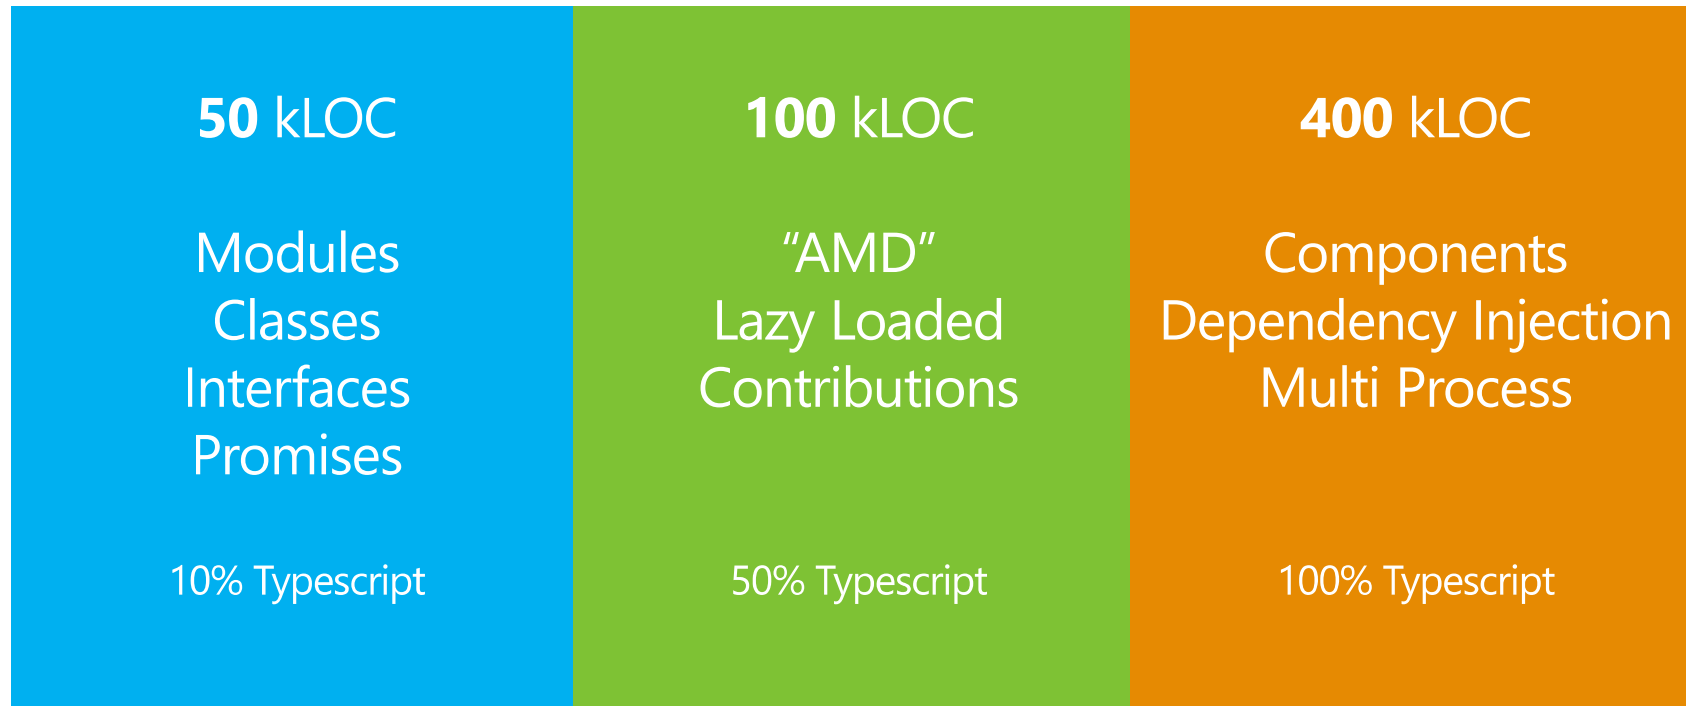 50 kLOC
Modules
Classes
Interfaces
Promises
10% Typescript
100 kLOC
“AMD”
Lazy Loaded
Contributions
50% Typescript
400 kLOC
Components
Dependency Injection
Multi Process
100% Typescript